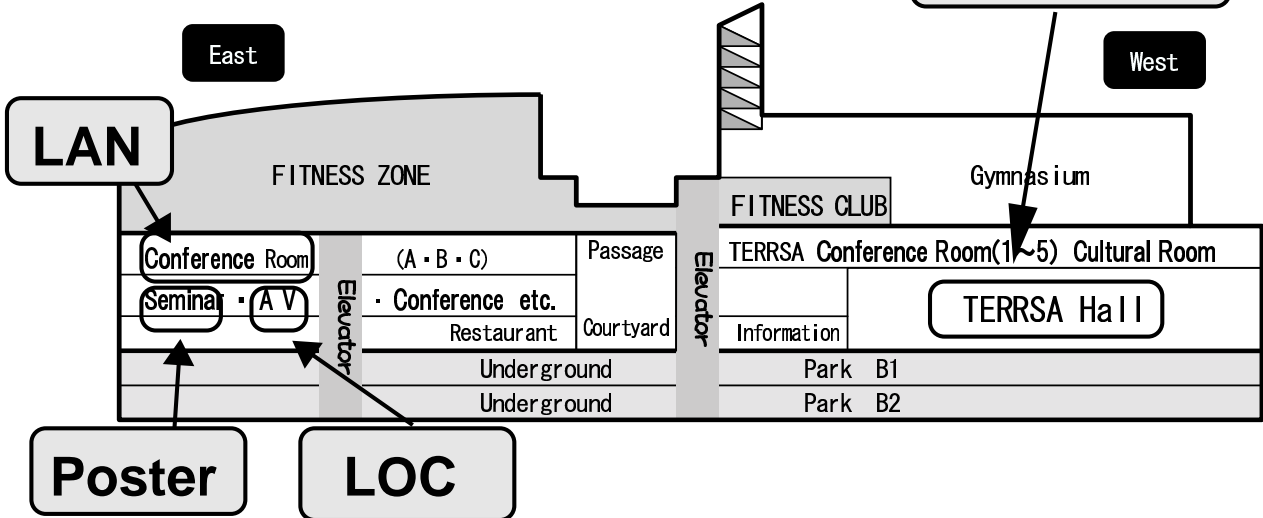 East
West
LAN
FITNESS ZONE
Gymnasium
FITNESS CLUB
Conference Room
(A・B・C)
Passage
TERRSA Conference Room(1~5) Cultural Room
Seminar・AV
・Conference etc.
TERRSA Hall
Elevator
Elevator
Restaurant
Courtyard
Information
Underground
Park B1
Underground
Park B2
Poster
LOC